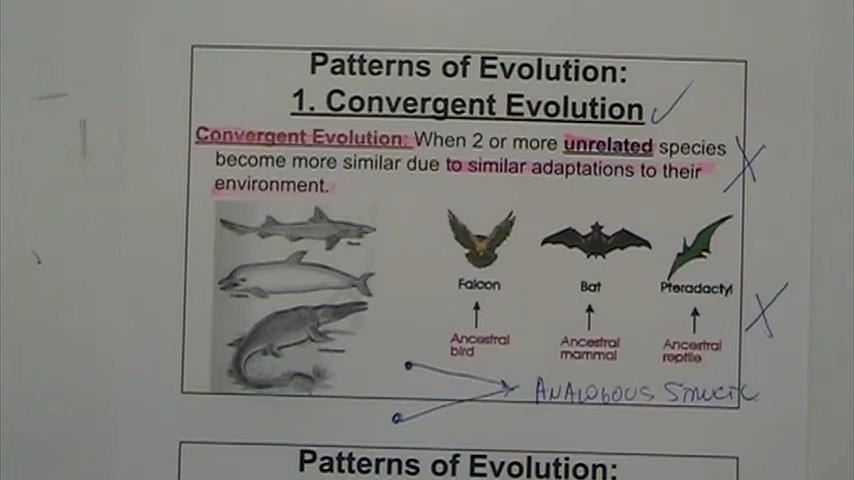 Patterns of Evolution:
1. Convergent Evolution
Convergent Evolution: When 2 or more unrelated species
become more similar due to similar adaptations to their
environment.
Falcon Bat Pteradactyl
Ancestral bird
Ancestral mammal
Ancestral reptile
ANALOGOUS
Patterns of Evolution: